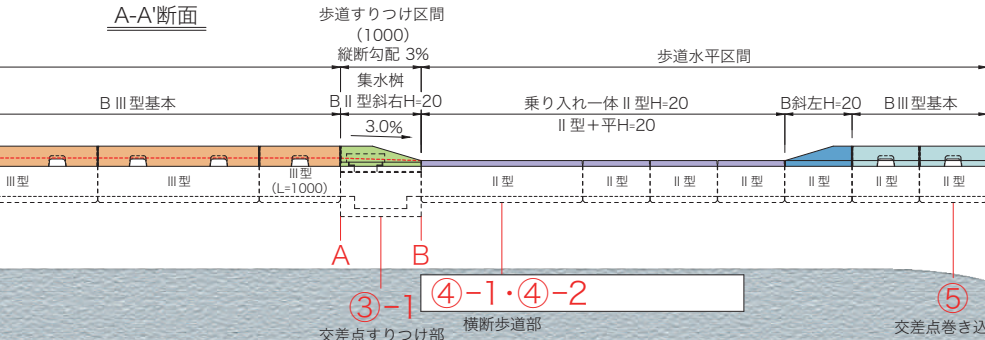 A-A'断面
歩道すりつけ区間
（1000）
縦断勾配 3%
歩道水平区間
集水桝
BⅢ型基本
BⅡ型斜右H=20
乗り入れ一体Ⅱ型H=20
B斜左H=20
BⅢ型基本
3.0%
Ⅱ型＋平H=20
Ⅲ型
Ⅲ型
Ⅲ型
（L=1000）
Ⅱ型
Ⅱ型
Ⅱ型
Ⅱ型
Ⅱ型
Ⅱ型
Ⅱ型
A
B
③-1
④-1・④-2
⑤
交差点すりつけ部
横断歩道部
交差点巻き込